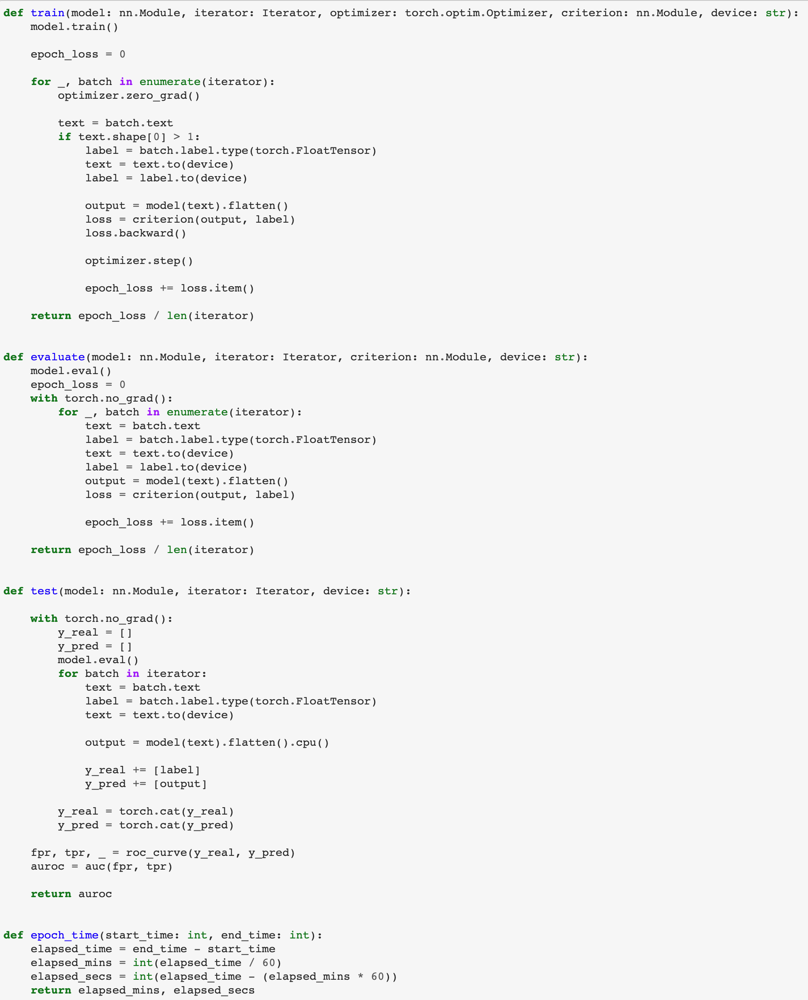 def train(model: nn.Module, iterator: Iterator, optimizer: torch.optim.Optimizer, criterion: nn.Module, device: str):
    model.train()

    epoch_loss = 0

    for _, batch in enumerate(iterator):
        optimizer.zero_grad()

        text = batch.text
        if text.shape[0] > 1:
            label = batch.label.type(torch.FloatTensor)
            text = text.to(device)
            label = label.to(device)

            output = model(text).flatten()
            loss = criterion(output, label)
            loss.backward()

            optimizer.step()

            epoch_loss += loss.item()

    return epoch_loss / len(iterator)


def evaluate(model: nn.Module, iterator: Iterator, criterion: nn.Module, device: str):
    model.eval()
    epoch_loss = 0
    with torch.no_grad():
        for _, batch in enumerate(iterator):
            text = batch.text
            label = batch.label.type(torch.FloatTensor)
            text = text.to(device)
            label = label.to(device)
            output = model(text).flatten()
            loss = criterion(output, label)

            epoch_loss += loss.item()

    return epoch_loss / len(iterator)


def test(model: nn.Module, iterator: Iterator, device: str):

    with torch.no_grad():
        y_real = []
        y_pred = []
        model.eval()
        for batch in iterator:
            text = batch.text
            label = batch.label.type(torch.FloatTensor)
            text = text.to(device)

            output = model(text).flatten().cpu()

            y_real += [label]
            y_pred += [output]

        y_real = torch.cat(y_real)
        y_pred = torch.cat(y_pred)

    fpr, tpr, _ = roc_curve(y_real, y_pred)
    auroc = auc(fpr, tpr)

    return auroc


def epoch_time(start_time: int, end_time: int):
    elapsed_time = end_time - start_time
    elapsed_mins = int(elapsed_time / 60)
    elapsed_secs = int(elapsed_time - (elapsed_mins * 60))
    return elapsed_mins, elapsed_secs